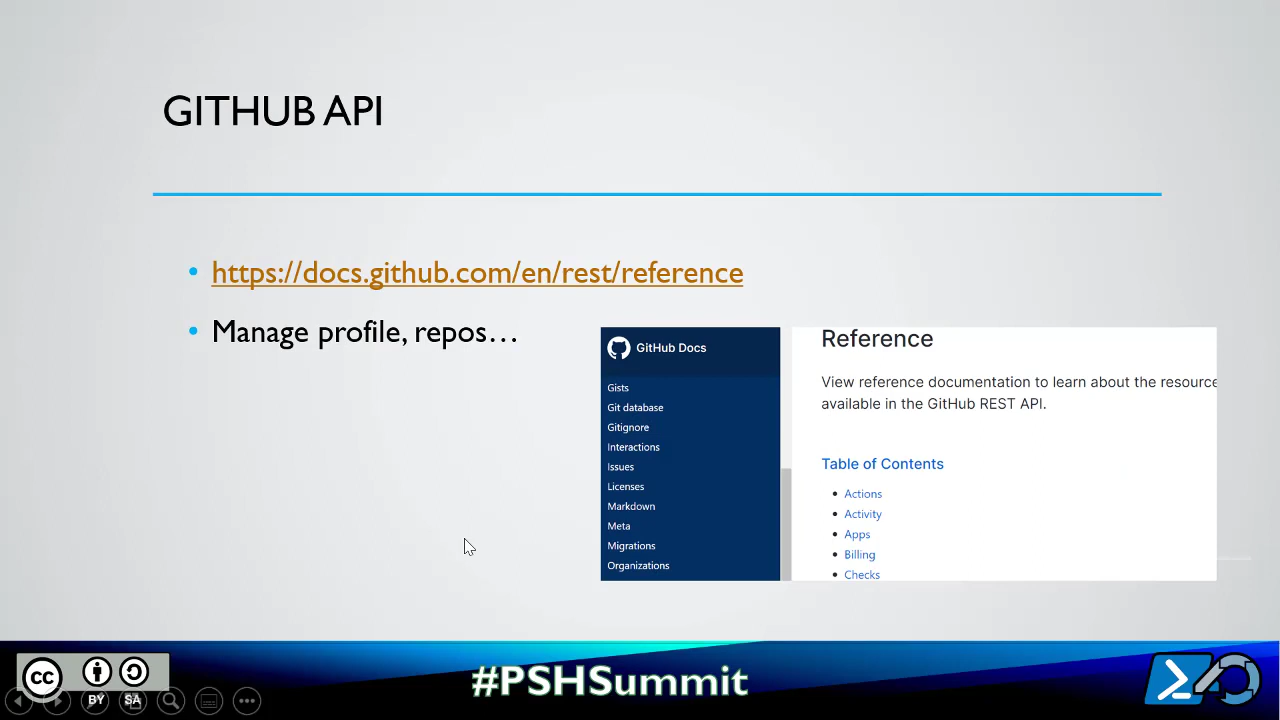 GITHUB API
• https://docs.github.com/en/rest/reference
• Manage profile, repos…
GitHub Docs
Gists
Git database
Gitignore
Interactions
Issues
Licenses
Markdown
Meta
Migrations
Organizations
Reference
View reference documentation to learn about the resource
available in the GitHub REST API.
Table of Contents
• Actions
• Activity
• Apps
• Billing
• Checks
cc
BY SA
#PSHSummit